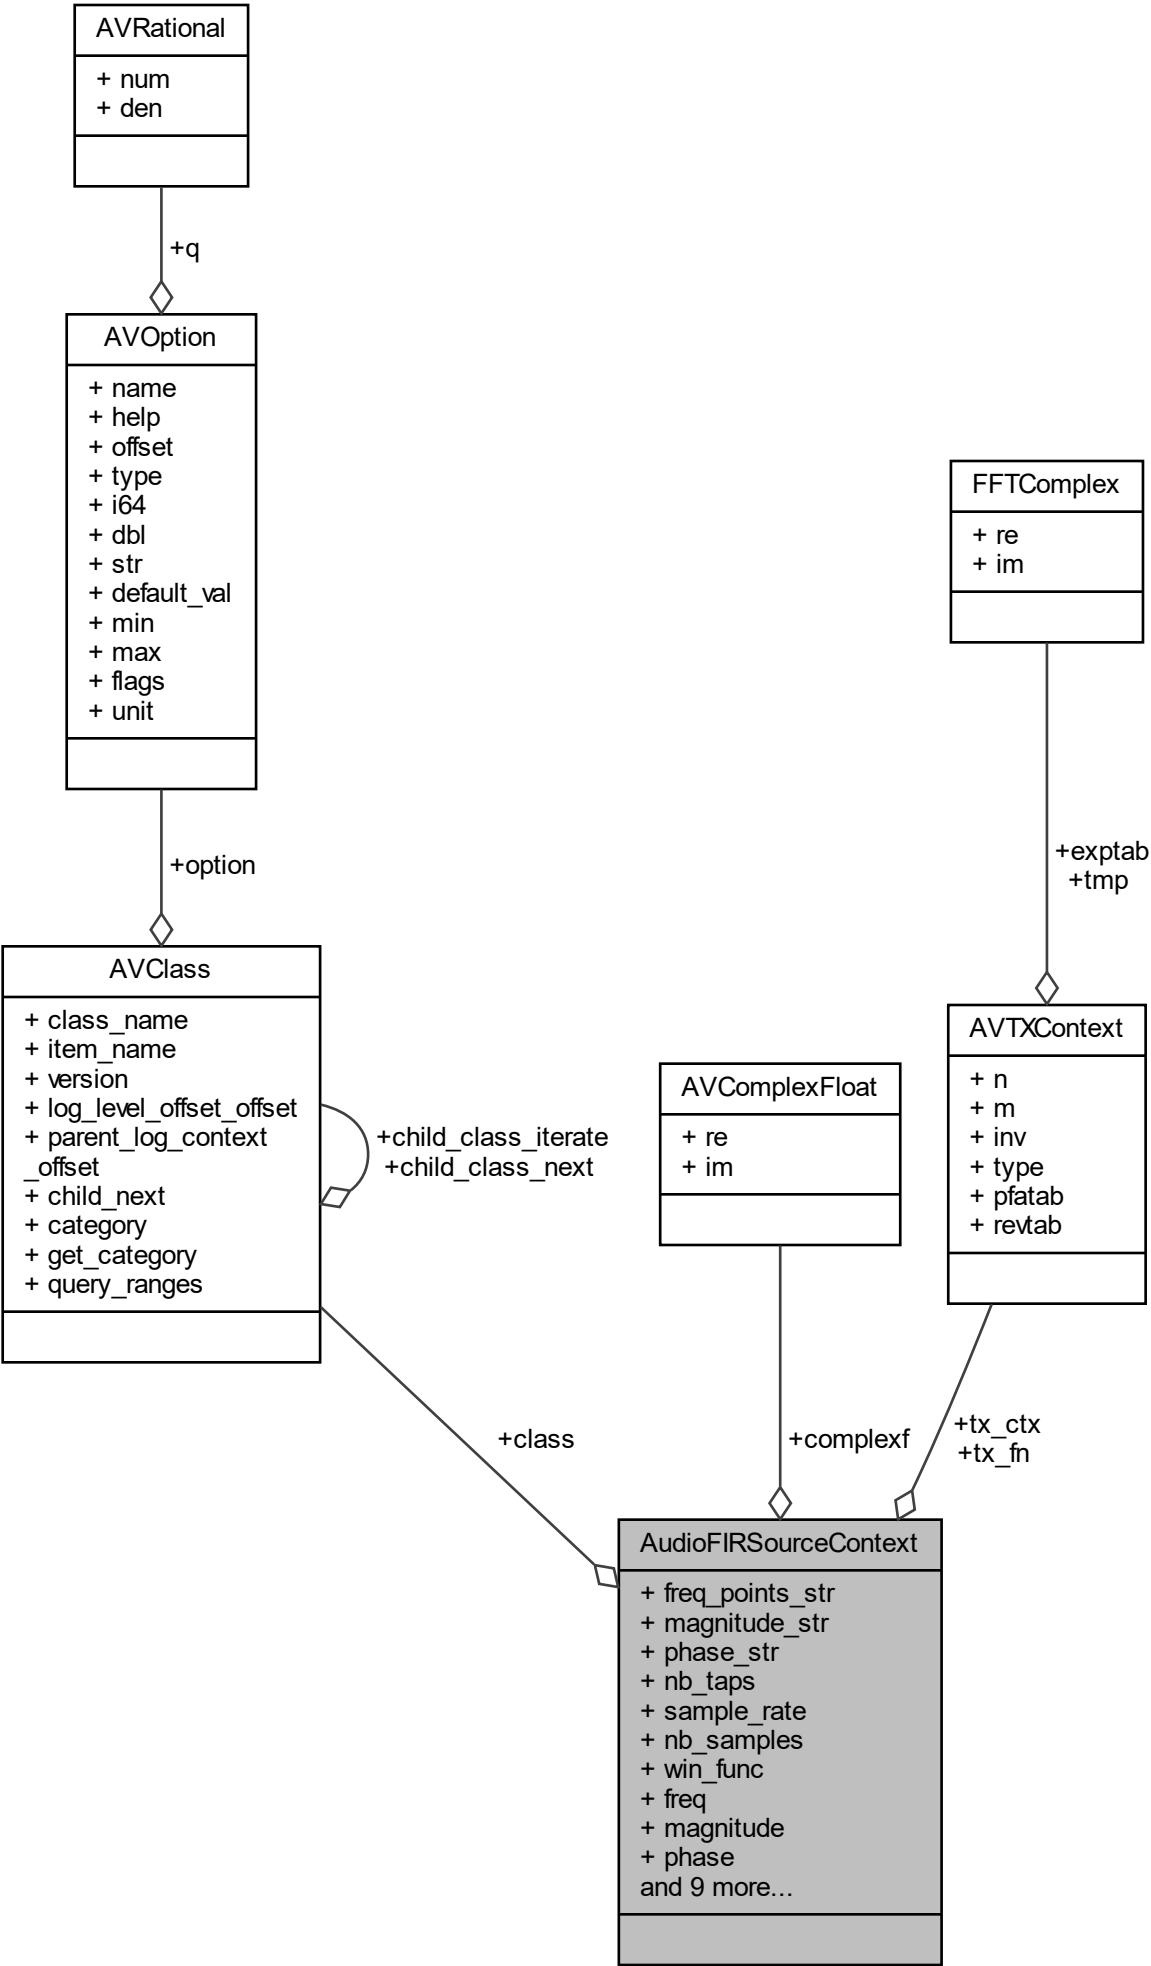 AVRational
+ num
+ den
+q
AVOption
+ name
+ help
+ offset
+ type
+ i64
+ dbl
+ str
+ default_val
+ min
+ max
+ flags
+ unit
+option
AVClass
+ class_name
+ item_name
+ version
+ log_level_offset_offset
+ parent_log_context
_offset
+ child_next
+ category
+ get_category
+ query_ranges
+child_class_iterate
+child_class_next
FFTComplex
+ re
+ im
+exptab
+tmp
AVComplexFloat
+ re
+ im
AVTXContext
+ n
+ m
+ inv
+ type
+ pfatab
+ revtab
+class
+complexf
+tx_ctx
+tx_fn
AudioFIRSourceContext
+ freq_points_str
+ magnitude_str
+ phase_str
+ nb_taps
+ sample_rate
+ nb_samples
+ win_func
+ freq
+ magnitude
+ phase
and 9 more...